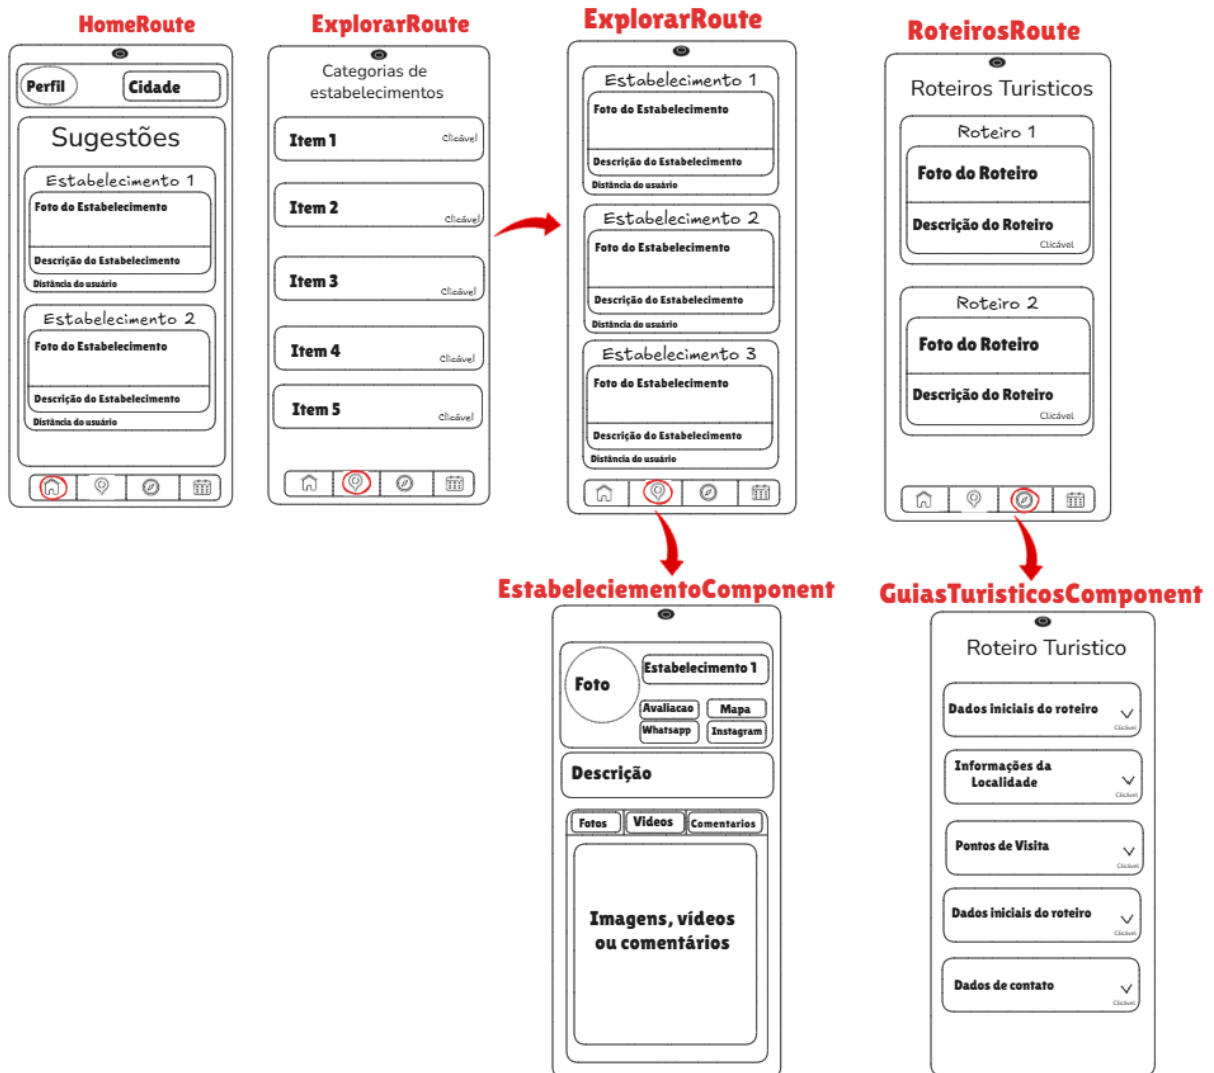 HomeRoute
Perfil
Cidade
Sugestões
Estabelecimento 1
Foto do Estabelecimento
Descrição do Estabelecimento
Distância do usuário
Estabelecimento 2
Foto do Estabelecimento
Descrição do Estabelecimento
Distância do usuário
ExplorarRoute
Categorias de
estabelecimentos
Item 1
Clicável
Item 2
Clicável
Item 3
Clicável
Item 4
Clicável
Item 5
Clicável
ExplorarRoute
Estabelecimento 1
Foto do Estabelecimento
Descrição do Estabelecimento
Distância do usuário
Estabelecimento 2
Foto do Estabelecimento
Descrição do Estabelecimento
Distância do usuário
Estabelecimento 3
Foto do Estabelecimento
Descrição do Estabelecimento
Distância do usuário
RoteirosRoute
Roteiros Turisticos
Roteiro 1
Foto do Roteiro
Descrição do Roteiro
Clicável
Roteiro 2
Foto do Roteiro
Descrição do Roteiro
Clicável
EstabeleciementoComponent
Foto
Estabelecimento 1
Avaliacao
Mapa
Whatsapp
Instagram
Descrição
Fotos
Videos
Comentarios
Imagens, vídeos
ou comentários
GuiasTuristicosComponent
Roteiro Turistico
Dados iniciais do roteiro
Clicável
Informações da
Localidade
Clicável
Pontos de Visita
Clicável
Dados iniciais do roteiro
Clicável
Dados de contato
Clicável